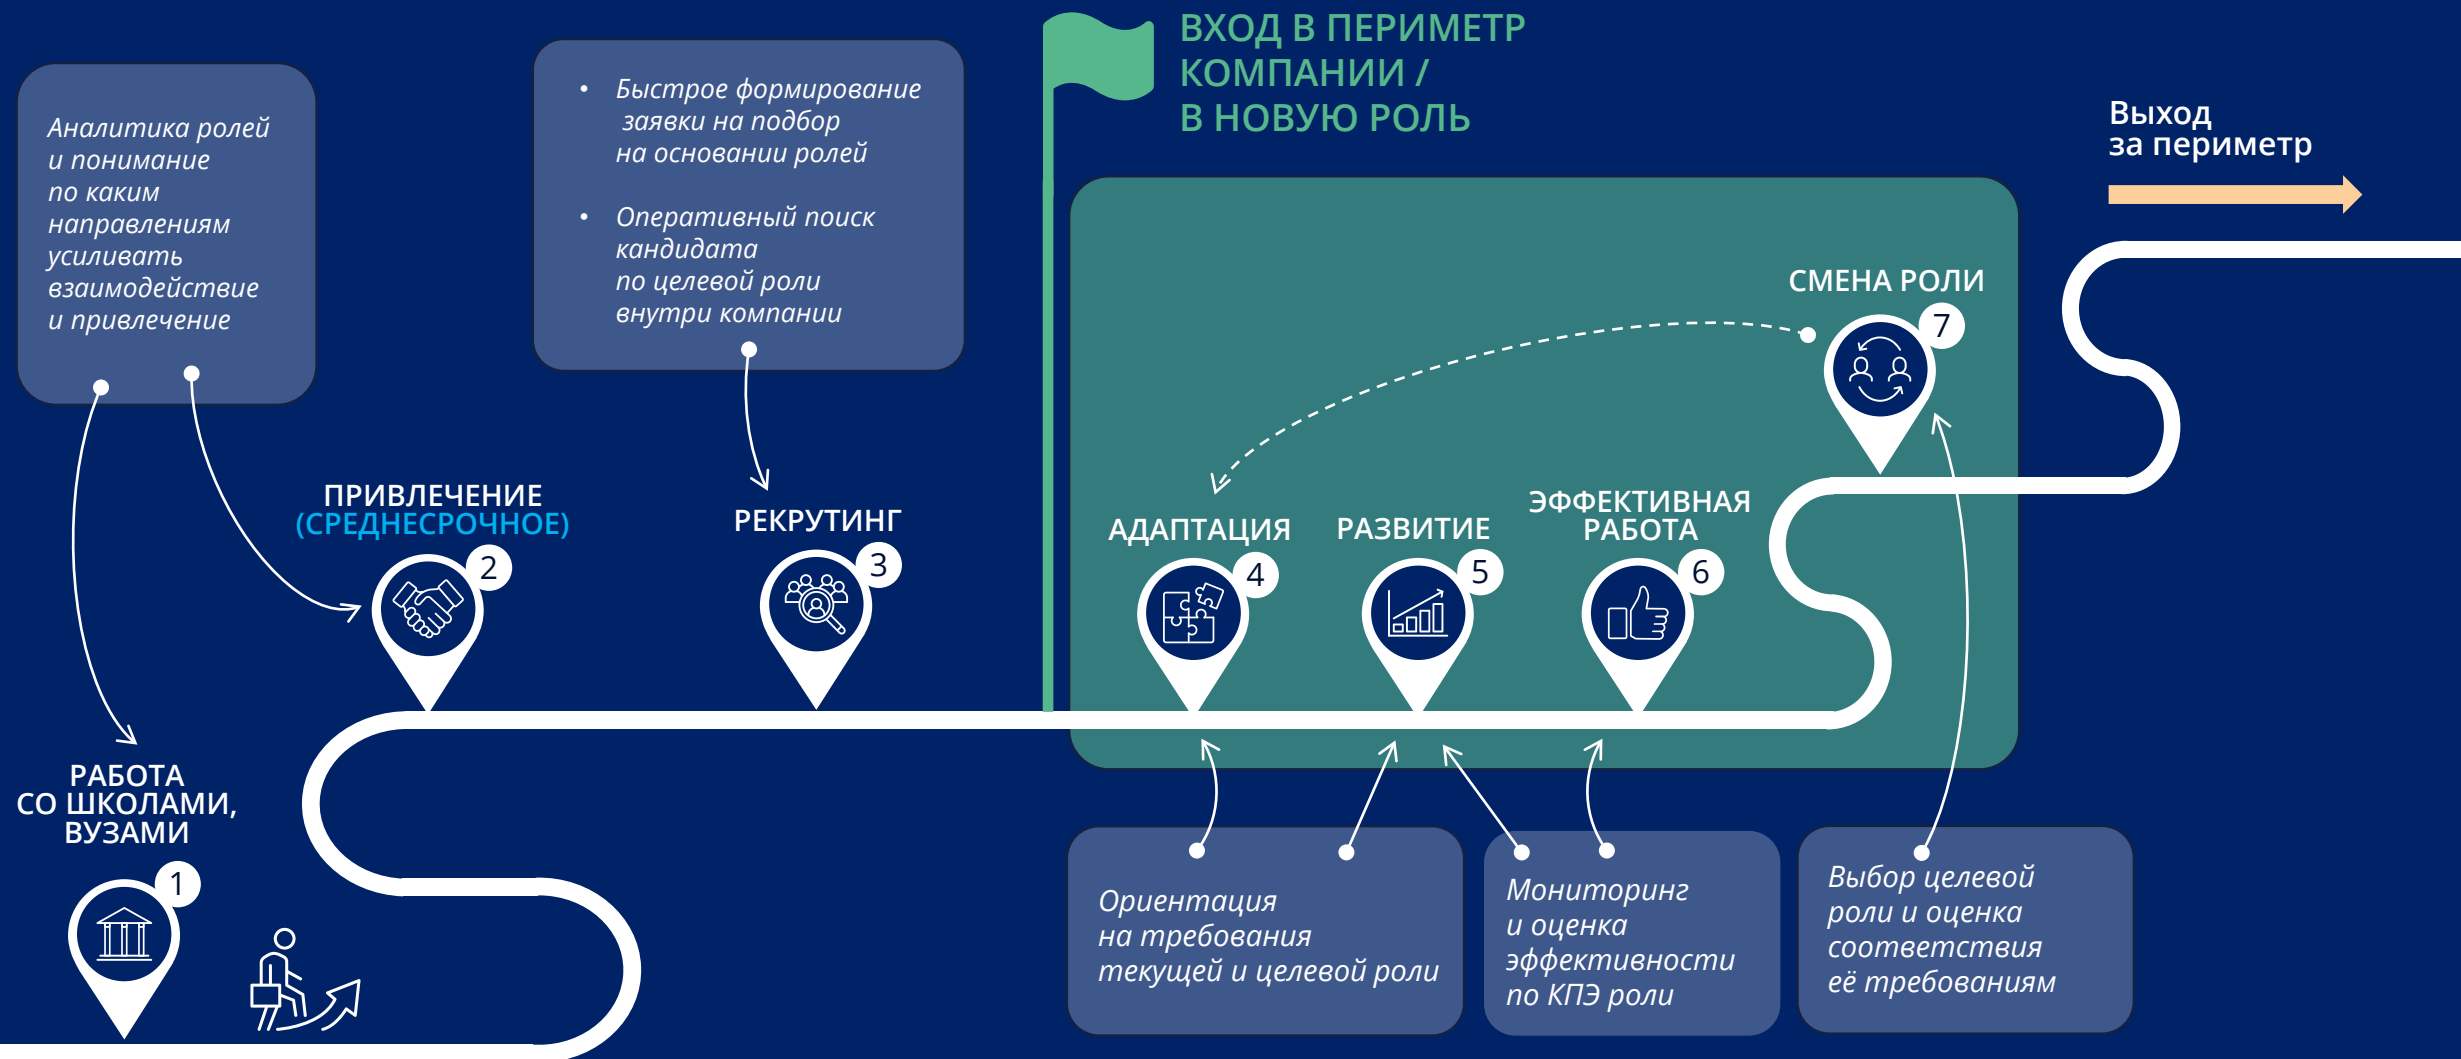 ВХОД В ПЕРИМЕТР
КОМПАНИИ /
В НОВУЮ РОЛЬ
Аналитика ролей
и понимание
по каким
направлениям
усиливать
взаимодействие
и привлечение
• Быстрое формирование
заявки на подбор
на основании ролей
• Оперативный поиск
кандидата
по целевой роли
внутри компании
Выход
за периметр
РАБОТА
СО ШКОЛАМИ,
ВУЗАМИ
1
ПРИВЛЕЧЕНИЕ
(СРЕДНЕСРОЧНОЕ)
2
РЕКРУТИНГ
3
АДАПТАЦИЯ
4
РАЗВИТИЕ
5
ЭФФЕКТИВНАЯ
РАБОТА
6
СМЕНА РОЛИ
7
Ориентация
на требования
текущей и целевой роли
Мониторинг
и оценка
эффективности
по КПЭ роли
Выбор целевой
роли и оценка
соответствия
её требованиям